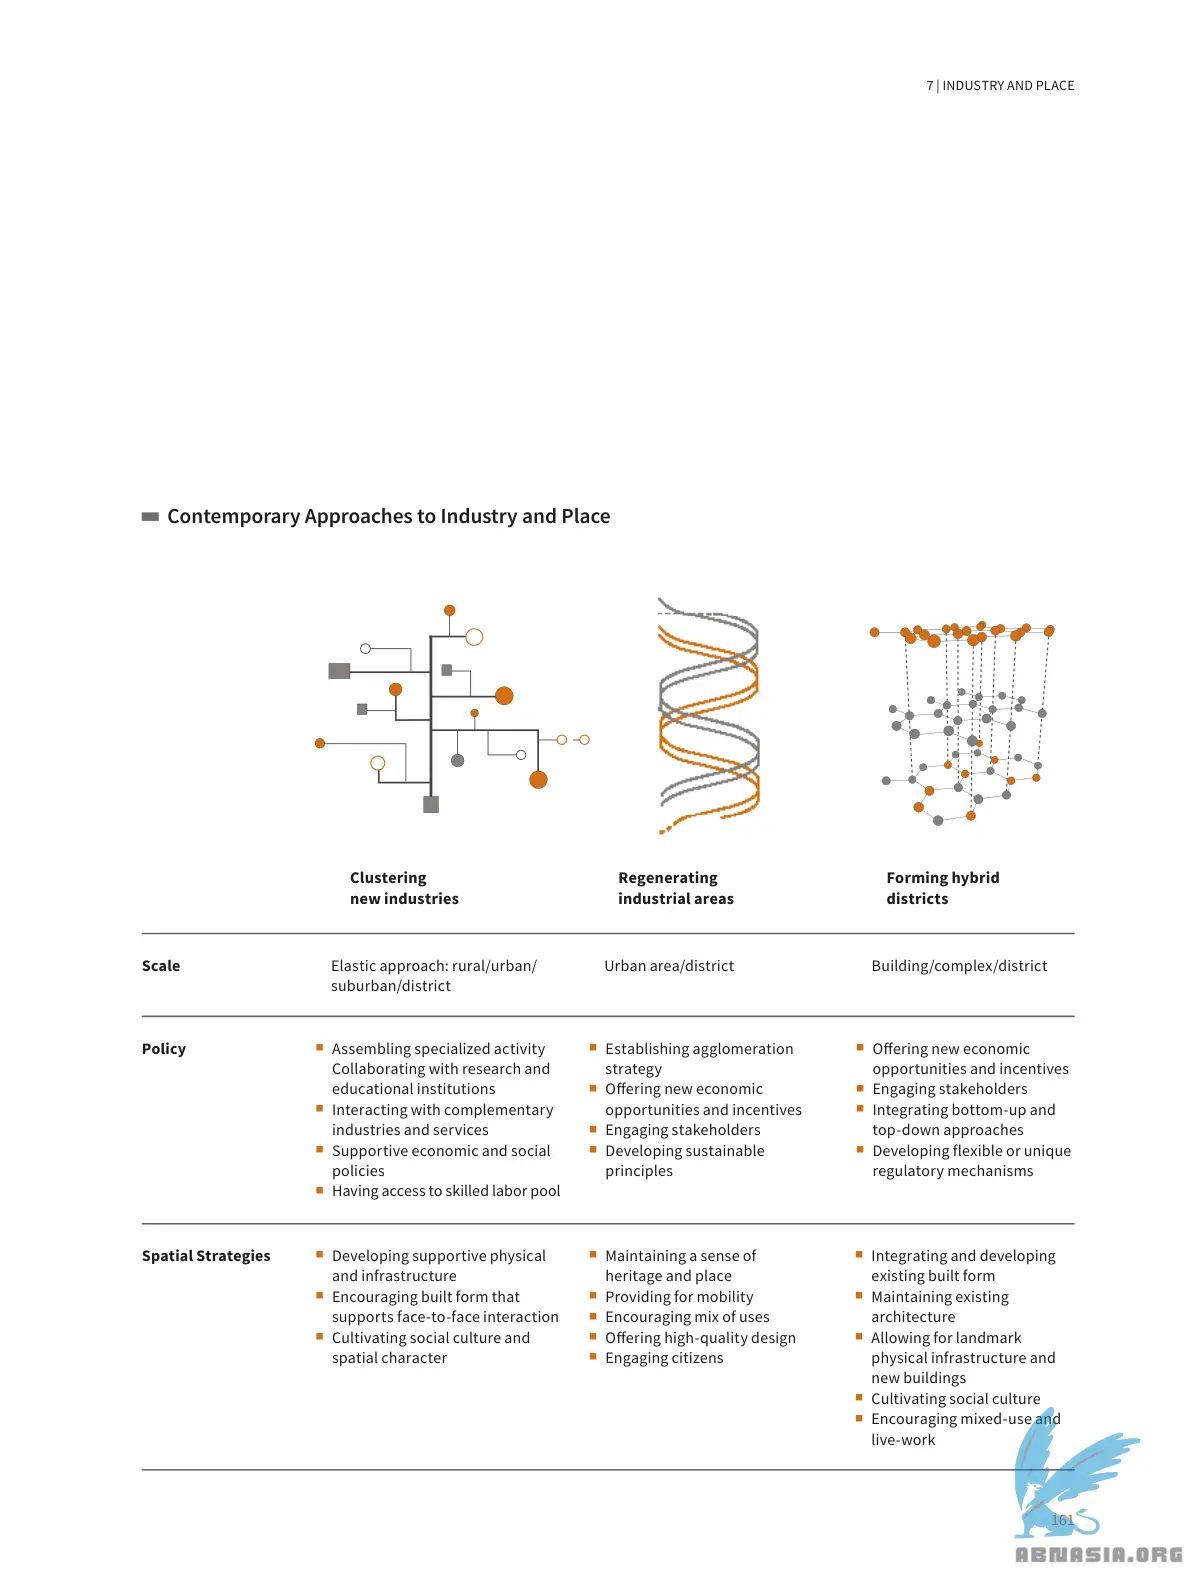 7 | INDUSTRY AND PLACE
Contemporary Approaches to Industry and Place
Clustering
new industries
Regenerating
industrial areas
Forming hybrid
districts
Scale
Elastic approach: rural/urban/
suburban/district
Urban area/district
Building/complex/district
Policy
Assembling specialized activity
Collaborating with research and
educational institutions
Interacting with complementary
industries and services
Supportive economic and social
policies
Having access to skilled labor pool
Establishing agglomeration
strategy
Offering new economic
opportunities and incentives
Engaging stakeholders
Developing sustainable
principles
Offering new economic
opportunities and incentives
Engaging stakeholders
Integrating bottom-up and
top-down approaches
Developing flexible or unique
regulatory mechanisms
Spatial Strategies
Developing supportive physical
and infrastructure
Encouraging built form that
supports face-to-face interaction
Cultivating social culture and
spatial character
Maintaining a sense of
heritage and place
Providing for mobility
Encouraging mix of uses
Offering high-quality design
Engaging citizens
Integrating and developing
existing built form
Maintaining existing
architecture
Allowing for landmark
physical infrastructure and
new buildings
Cultivating social culture
Encouraging mixed-use and
live-work
161
ABNASIA.ORG